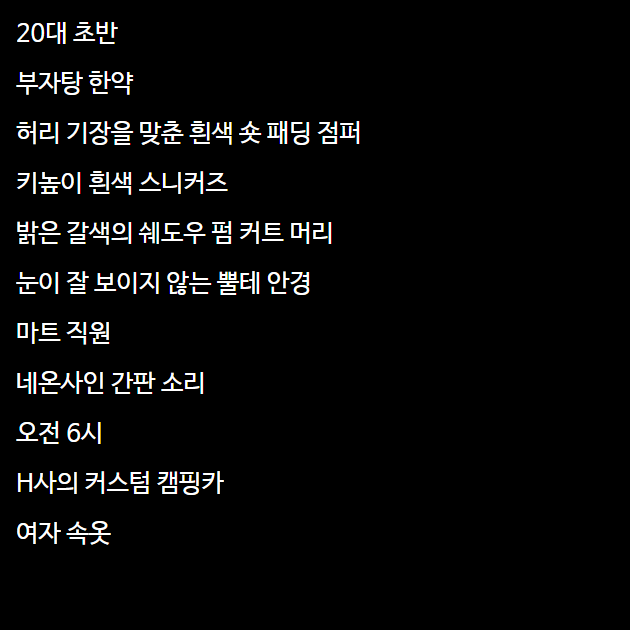 20대 초반
부자탕 한약
허리 기장을 맞춘 흰색 숏 패딩 점퍼
키높이 흰색 스니커즈
밝은 갈색의 쉐도우 펌 커트 머리
눈이 잘 보이지 않는 뿔테 안경
마트 직원
네온사인 간판 소리
오전 6시
H사의 커스텀 캠핑카
여자 속옷